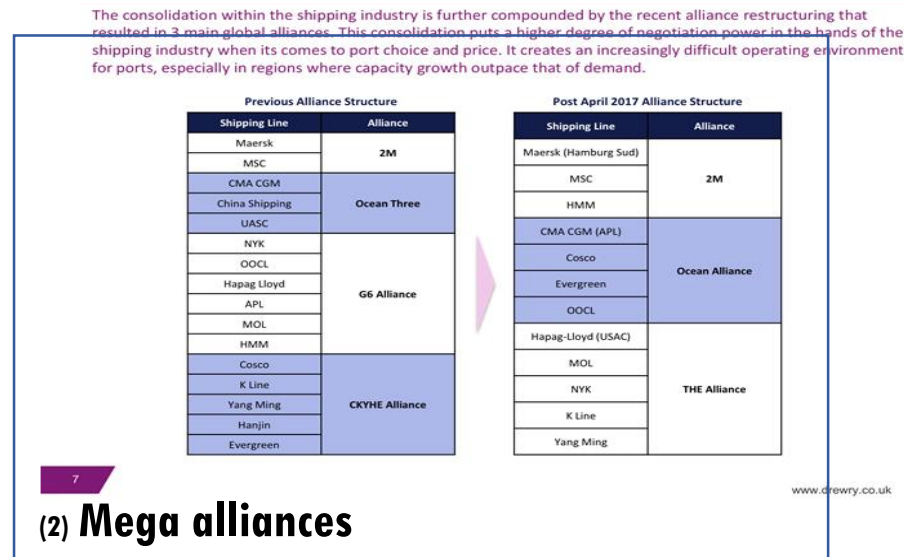 The consolidation within the shipping industry is further compounded by the recent alliance restructuring that
resulted in 3 main global alliances. This consolidation puts a higher degree of negotiation power in the hands of the
shipping industry when its comes to port choice and price. It creates an increasingly difficult operating environment
for ports, especially in regions where capacity growth outpace that of demand.
Previous Alliance Structure
Shipping Line Alliance
Maersk
2M
MSC
CMA CGM
China Shipping Ocean Three
UASC
NYK
OOCL
Hapag Lloyd
G6 Alliance
APL
MOL
HMM
Cosco
K Line
Yang Ming CKYHE Alliance
Hanjin
Evergreen
Post April 2017 Alliance Structure
Shipping Line Alliance
Maersk (Hamburg Sud)
MSC 2M
HMM
CMA CGM (APL)
Cosco
Ocean Alliance
Evergreen
OOCL
Hapag-Lloyd (USAC)
MOL
NYK THE Alliance
K Line
Yang Ming
7
www.drewry.co.uk
(2) Mega alliances